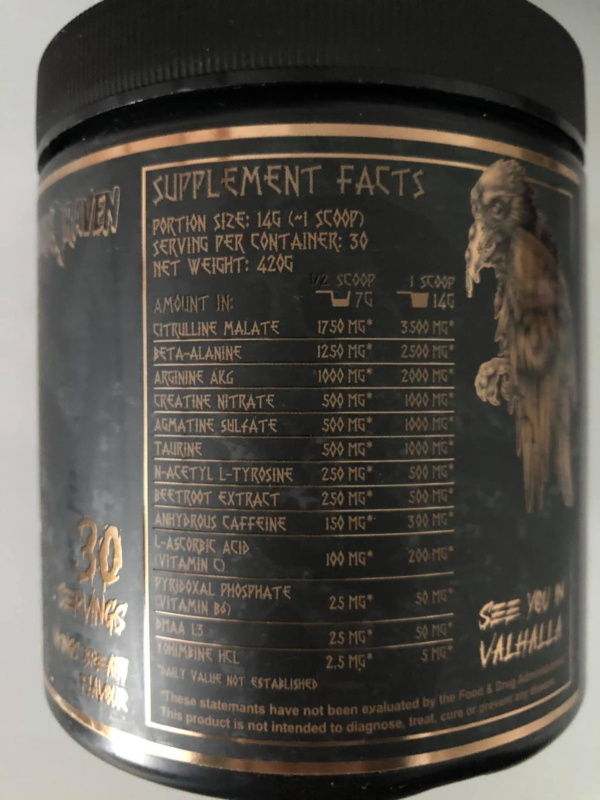 RAVEN
SUPPLEMENT FACTS
PORTION SIZE: 14G (~1 SCOOP)
SERVING PER CONTAINER: 30
NET WEIGHT: 420G
1/2 SCOOP 1 SCOOP
AMOUNT IN: 7G 14G
CITRULLINE MALATE 1750 MG* 3500 MG*
BETA-ALANINE 1250 MG* 2500 MG*
ARGININE AKG 1000 MG* 2000 MG*
CREATINE NITRATE 500 MG* 1000 MG*
AGMATINE SULFATE 500 MG* 1000 MG*
TAURINE 500 MG* 1000 MG*
N-ACETYL L-TYROSINE 250 MG* 500 MG*
BEETROOT EXTRACT 250 MG* 500 MG*
ANHYDROUS CAFFEINE 150 MG* 300 MG*
L-ASCORBIC ACID
(VITAMIN C) 100 MG* 200 MG*
PYRIDOXAL PHOSPHATE
(VITAMIN B6) 25 MG* 50 MG*
DMAA 1,3 25 MG* 50 MG*
YOHIMBINE HCL 2.5 MG* 5 MG*
*DAILY VALUE NOT ESTABLISHED
*These statemants have not been evaluated by the Food & Drug Administration.
This product is not intended to diagnose, treat, cure or prevent any disease.
30
SERVINGS
FLAVOUR
SEE YOU IN
VALHALLA